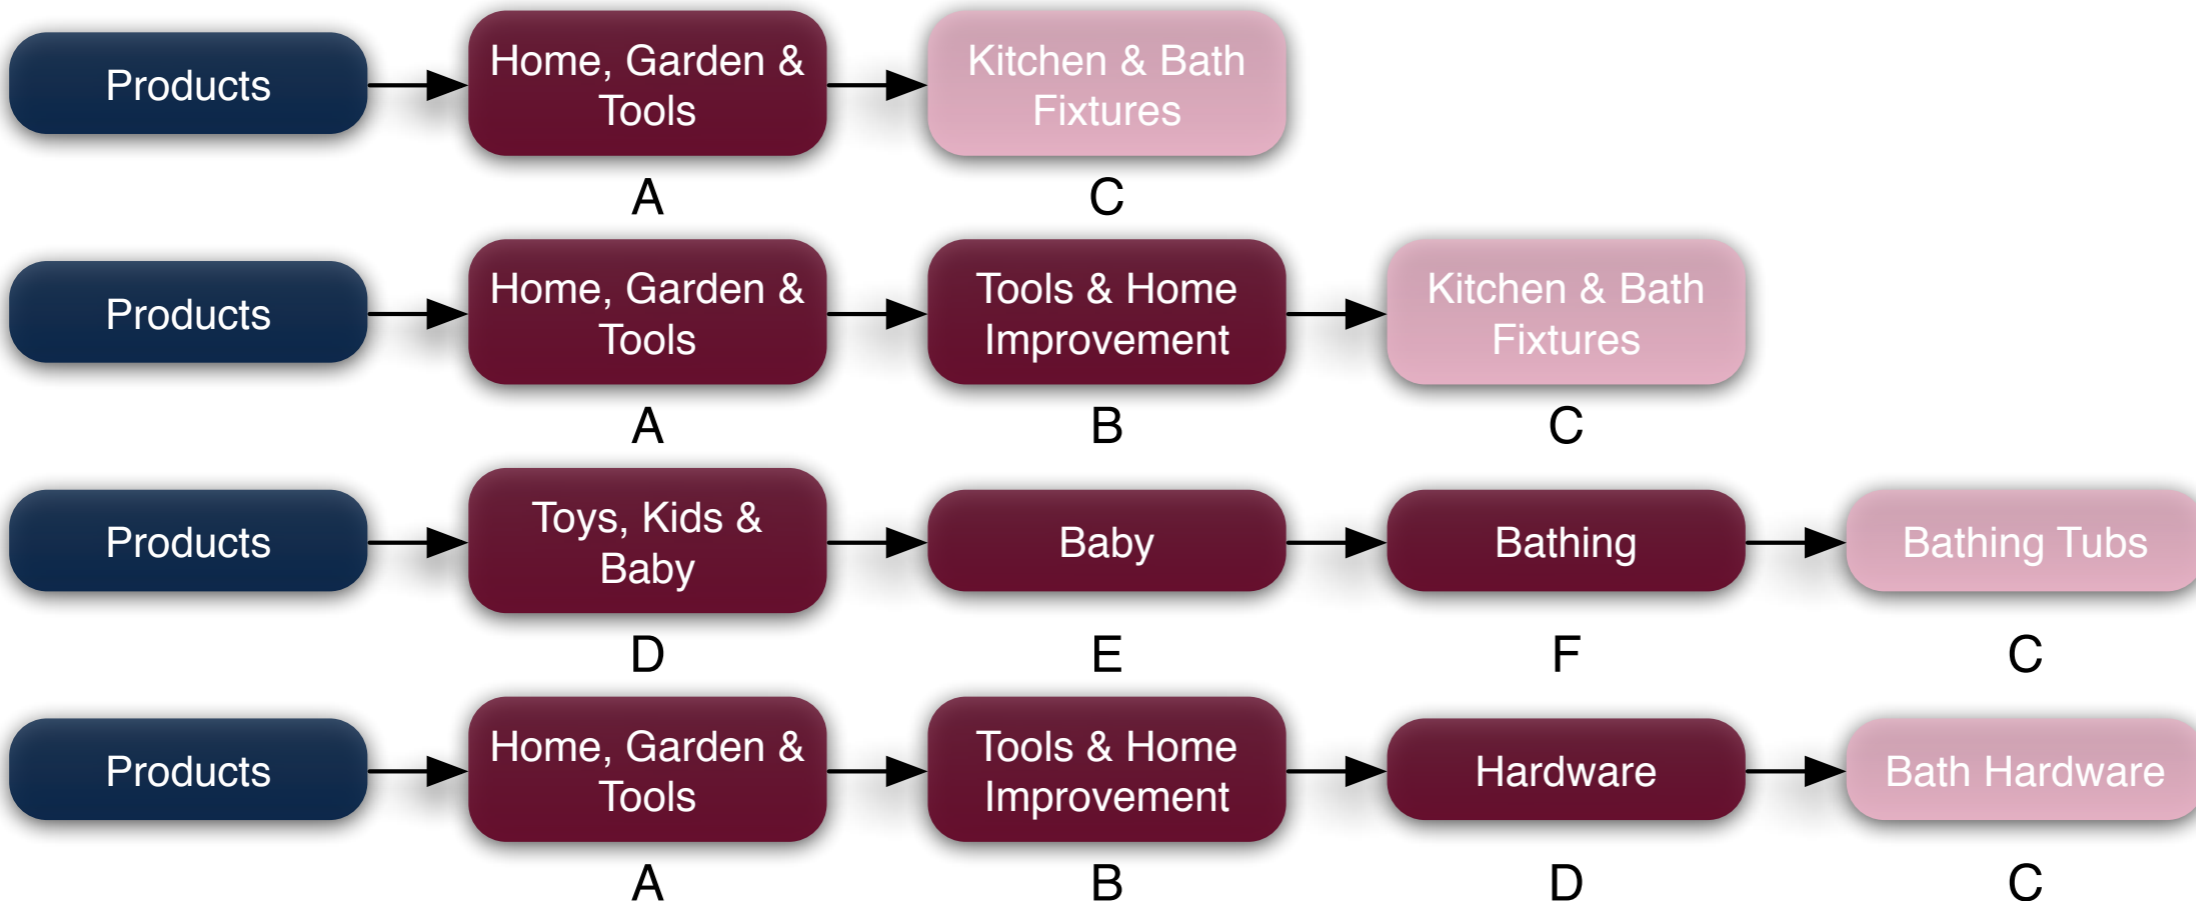 Products
Home, Garden &
Tools
Kitchen & Bath
Fixtures
A
C
Products
Home, Garden &
Tools
Tools & Home
Improvement
Kitchen & Bath
Fixtures
A
B
C
Products
Toys, Kids &
Baby
Baby
Bathing
Bathing Tubs
D
E
F
C
Products
Home, Garden &
Tools
Tools & Home
Improvement
Hardware
Bath Hardware
A
B
D
C